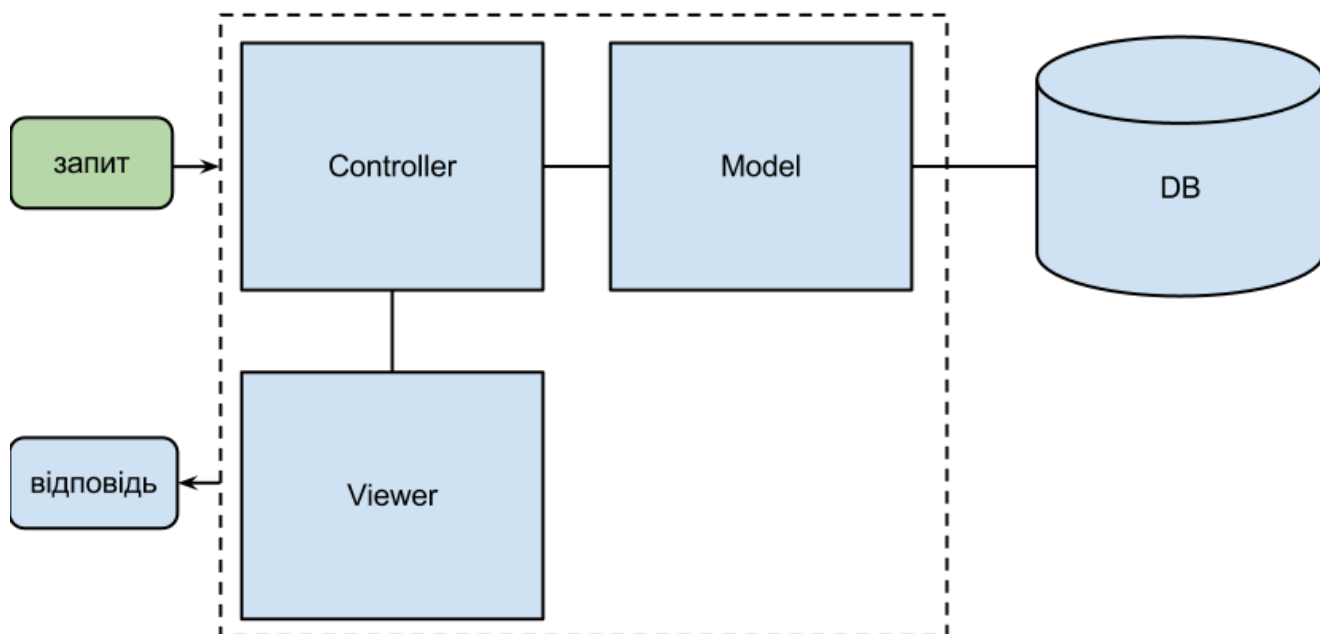 запит
Controller
Model
DB
відповідь
Viewer